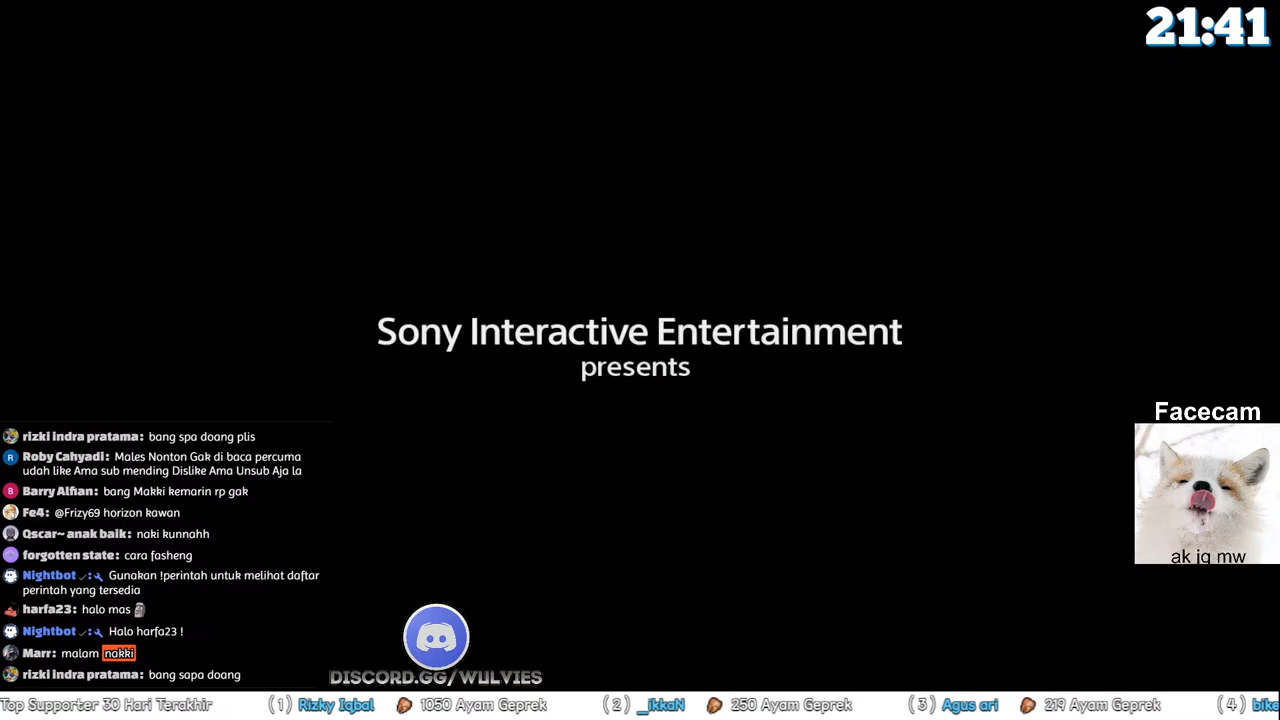 21:41
Sony Interactive Entertainment
presents
Facecam
ak jg mw
rizki indra pratama: bang spa doang plis
Roby Cahyadi: Males Nonton Gak di baca percuma
udah like Ama sub mending Dislike Ama Unsub Aja la
Barry Alfian: bang Makki kemarin rp gak
Fe4: @Frizy69 horizon kawan
Qscar~ anak baik: naki kunnahh
forgotten state: cara fasheng
Nightbot: Gunakan !perintah untuk melihat daftar
perintah yang tersedia
harfa23: halo mas
Nightbot: Halo harfa23 !
Marr: malam nakki
rizki indra pratama: bang sapa doang
DISCORD.GG/WULVIES
Top Supporter 30 Hari Terakhir (1) Rizky Iqbal 1050 Ayam Geprek (2) _ikkaN 250 Ayam Geprek (3) Agus ari 219 Ayam Geprek (4) bike